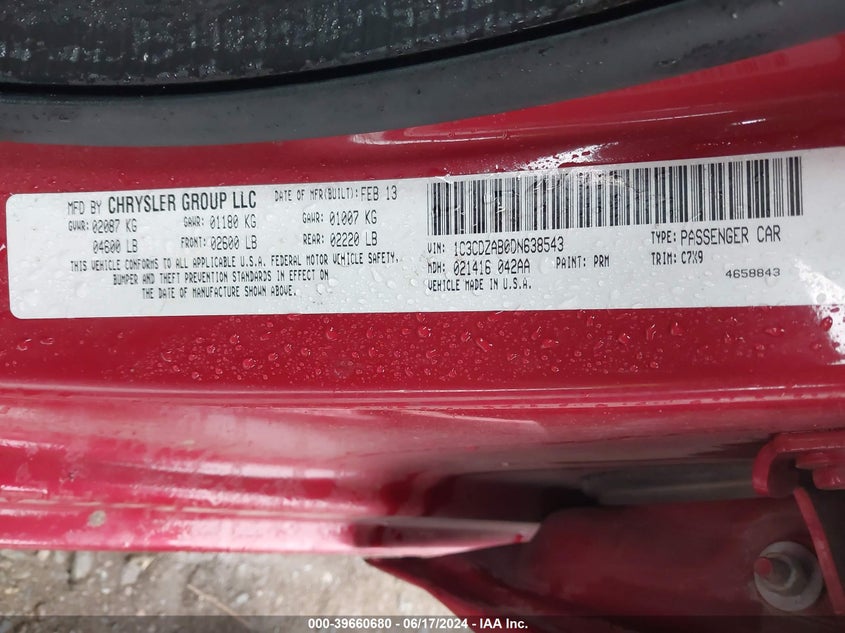 MFD BY CHRYSLER GROUP LLC DATE OF MFR(BUILT): FEB 13
GVWR: 02087 KG GAWR: 01180 KG GAWR: 01007 KG
04600 LB FRONT: 02600 LB REAR: 02220 LB
THIS VEHICLE CONFORMS TO ALL APPLICABLE U.S.A. FEDERAL MOTOR VEHICLE SAFETY,
BUMPER AND THEFT PREVENTION STANDARDS IN EFFECT ON
THE DATE OF MANUFACTURE SHOWN ABOVE.
VIN: 1C3CDZAB0DN638543 TYPE: PASSENGER CAR
MDH: 021416 042AA PAINT: PRM TRIM: C7X9
VEHICLE MADE IN U.S.A. 4658843
000-39660680 - 06/17/2024 - IAA Inc.